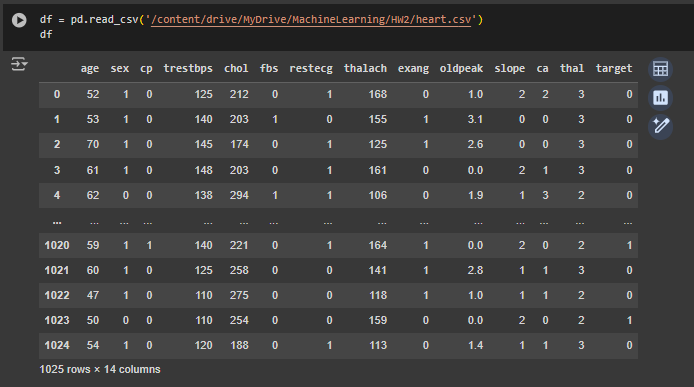 df = pd.read_csv('/content/drive/MyDrive/MachineLearning/HW2/heart.csv')
df
age sex cp trestbps chol fbs restecg thalach exang oldpeak slope ca thal target
0 52 1 0 125 212 0 1 168 0 1.0 2 2 3 0
1 53 1 0 140 203 1 0 155 1 3.1 0 0 3 0
2 70 1 0 145 174 0 1 125 1 2.6 0 0 3 0
3 61 1 0 148 203 0 1 161 0 0.0 2 1 3 0
4 62 0 0 138 294 1 1 106 0 1.9 1 3 2 0
... ... ... ... ... ... ... ... ... ... ... ... ... ... ...
1020 59 1 1 140 221 0 1 164 1 0.0 2 0 2 1
1021 60 1 0 125 258 0 0 141 1 2.8 1 1 3 0
1022 47 1 0 110 275 0 0 118 1 1.0 1 1 2 0
1023 50 0 0 110 254 0 0 159 0 0.0 2 0 2 1
1024 54 1 0 120 188 0 1 113 0 1.4 1 1 3 0
1025 rows × 14 columns